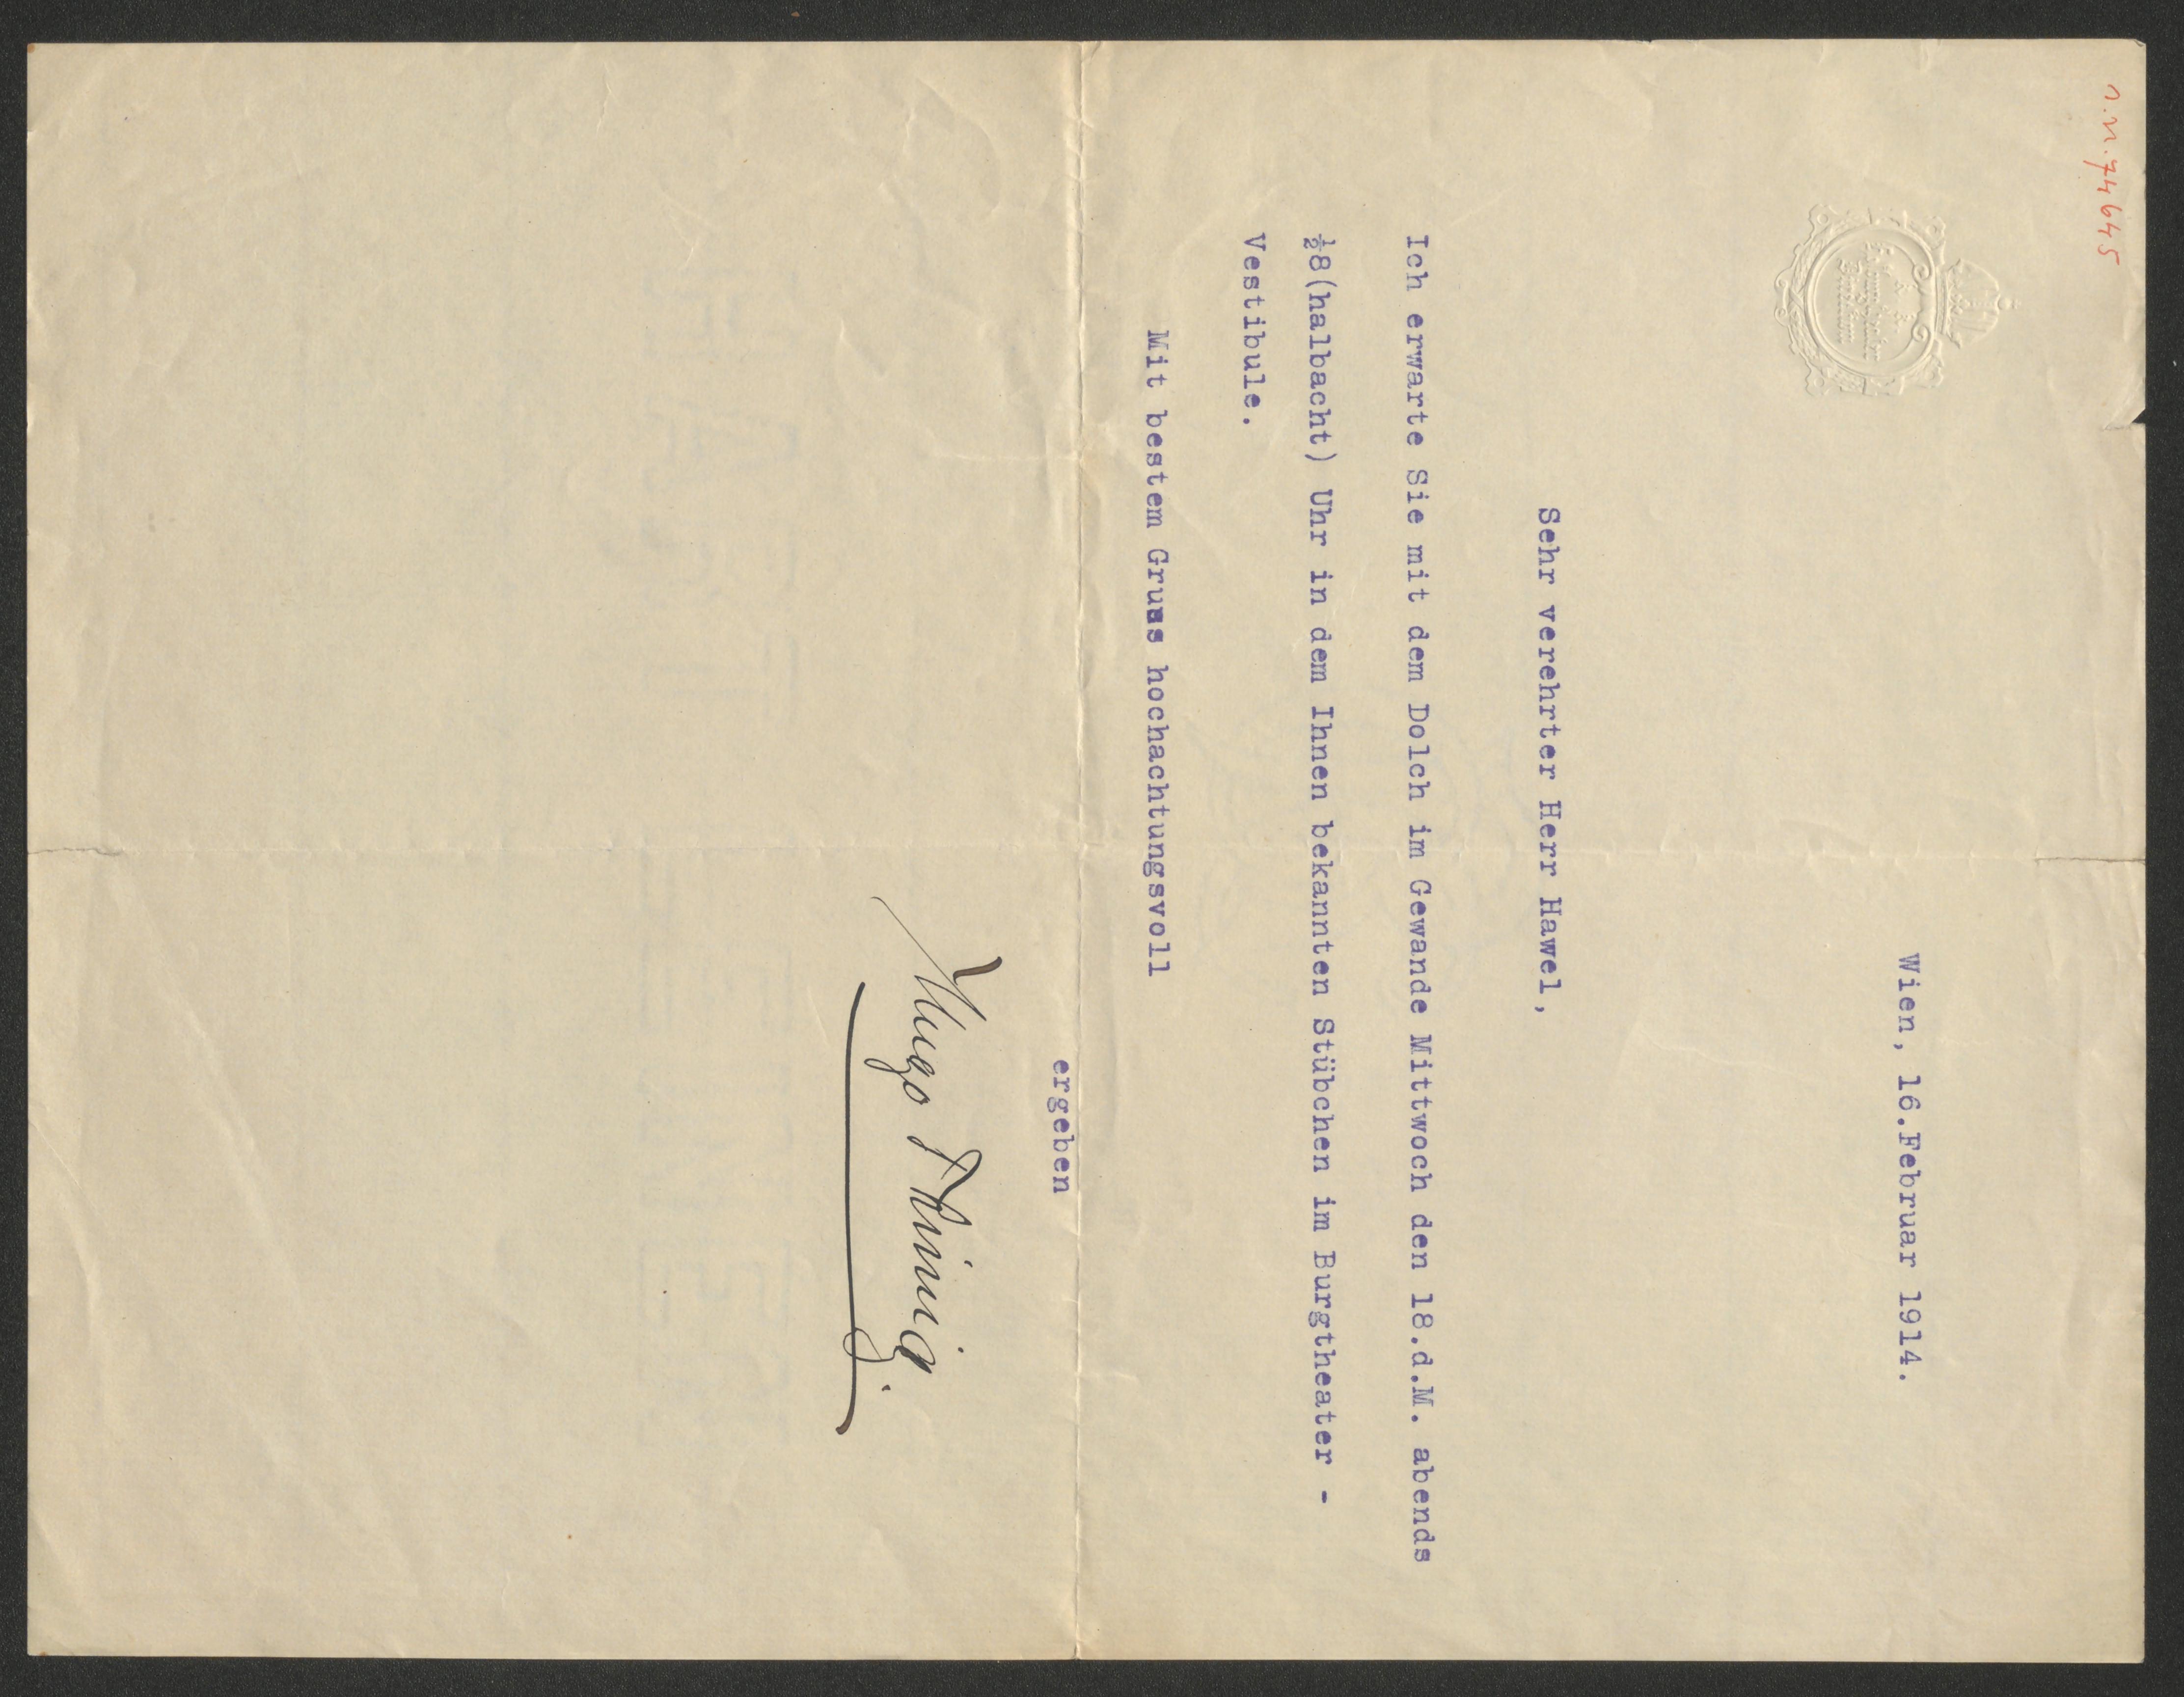 n.N.74645
K. K.
Hofburgtheater
Direktion
Wien, 16.Februar 1914.
Sehr verehrter Herr Hawel,
Ich erwarte Sie mit dem Dolch im Gewande Mittwoch den 18.d.M. abends
½8(halbacht) Uhr in dem Ihnen bekannten Stübchen im Burgtheater -
Vestibule.
Mit bestem Gruss hochachtungsvoll
ergeben
Hugo Thimig.